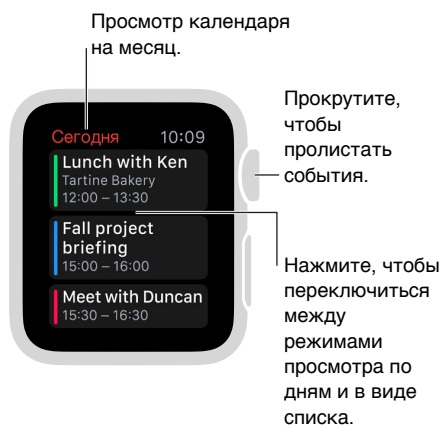 Просмотр календаря
на месяц.
Сегодня 10:09
Lunch with Ken
Tartine Bakery
12:00 – 13:30
Fall project
briefing
15:00 – 16:00
Meet with Duncan
15:30 – 16:30
Прокрутите,
чтобы
пролистать
события.
Нажмите, чтобы
переключиться
между
режимами
просмотра по
дням и в виде
списка.